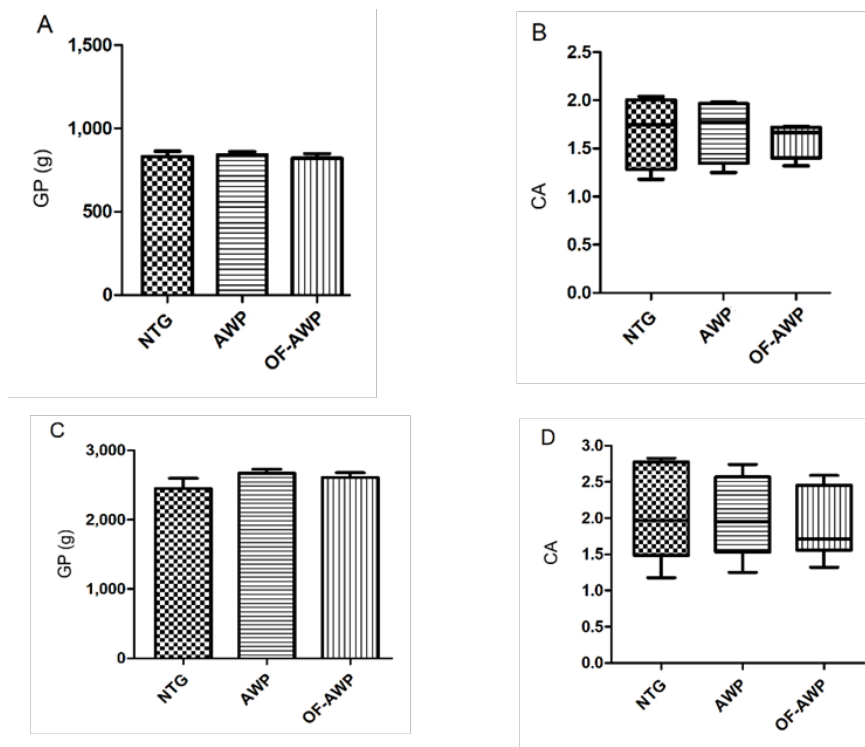 A
1,500
1,000
500
0
GP (g)
NTG
AWP
OF-AWP
B
2.5
2.0
1.5
1.0
0.5
0.0
CA
NTG
AWP
OF-AWP
C
3,000
2,000
1,000
0
GP (g)
NTG
AWP
OF-AWP
D
3.0
2.5
2.0
1.5
1.0
0.5
0.0
CA
NTG
AWP
OF-AWP